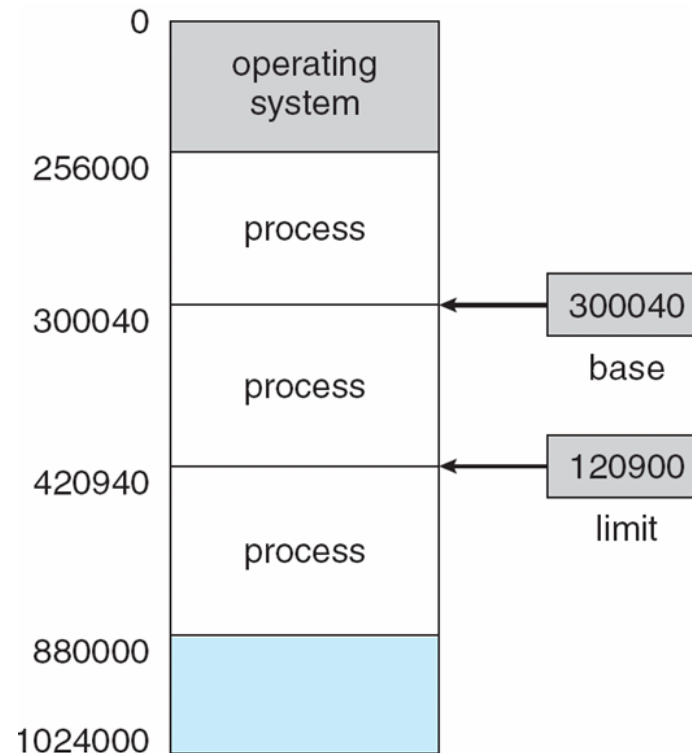 0
operating
system
256000
process
300040
300040
base
process
420940
120900
limit
process
880000
1024000